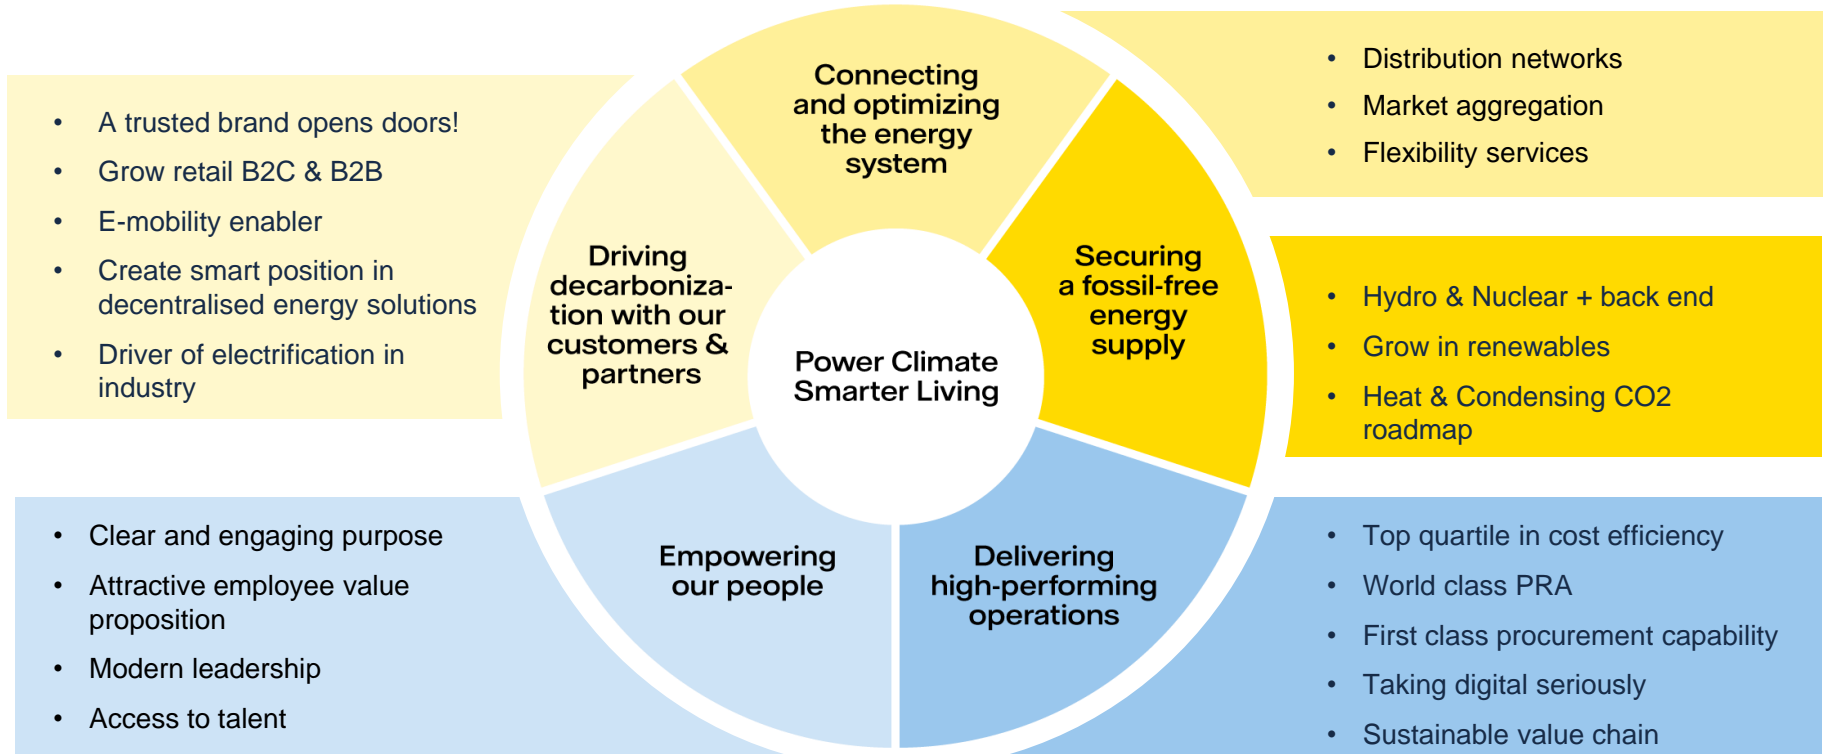 Connecting
and optimizing
the energy
system
• Distribution networks
• Market aggregation
• Flexibility services
• A trusted brand opens doors!
• Grow retail B2C & B2B
• E-mobility enabler
• Create smart position in
decentralised energy solutions
• Driver of electrification in
industry
Driving
decarboniza-
tion with our
customers &
partners
Power Climate
Smarter Living
Securing
a fossil-free
energy
supply
• Hydro & Nuclear + back end
• Grow in renewables
• Heat & Condensing CO2
roadmap
• Clear and engaging purpose
• Attractive employee value
proposition
• Modern leadership
• Access to talent
Empowering
our people
Delivering
high-performing
operations
• Top quartile in cost efficiency
• World class PRA
• First class procurement capability
• Taking digital seriously
• Sustainable value chain